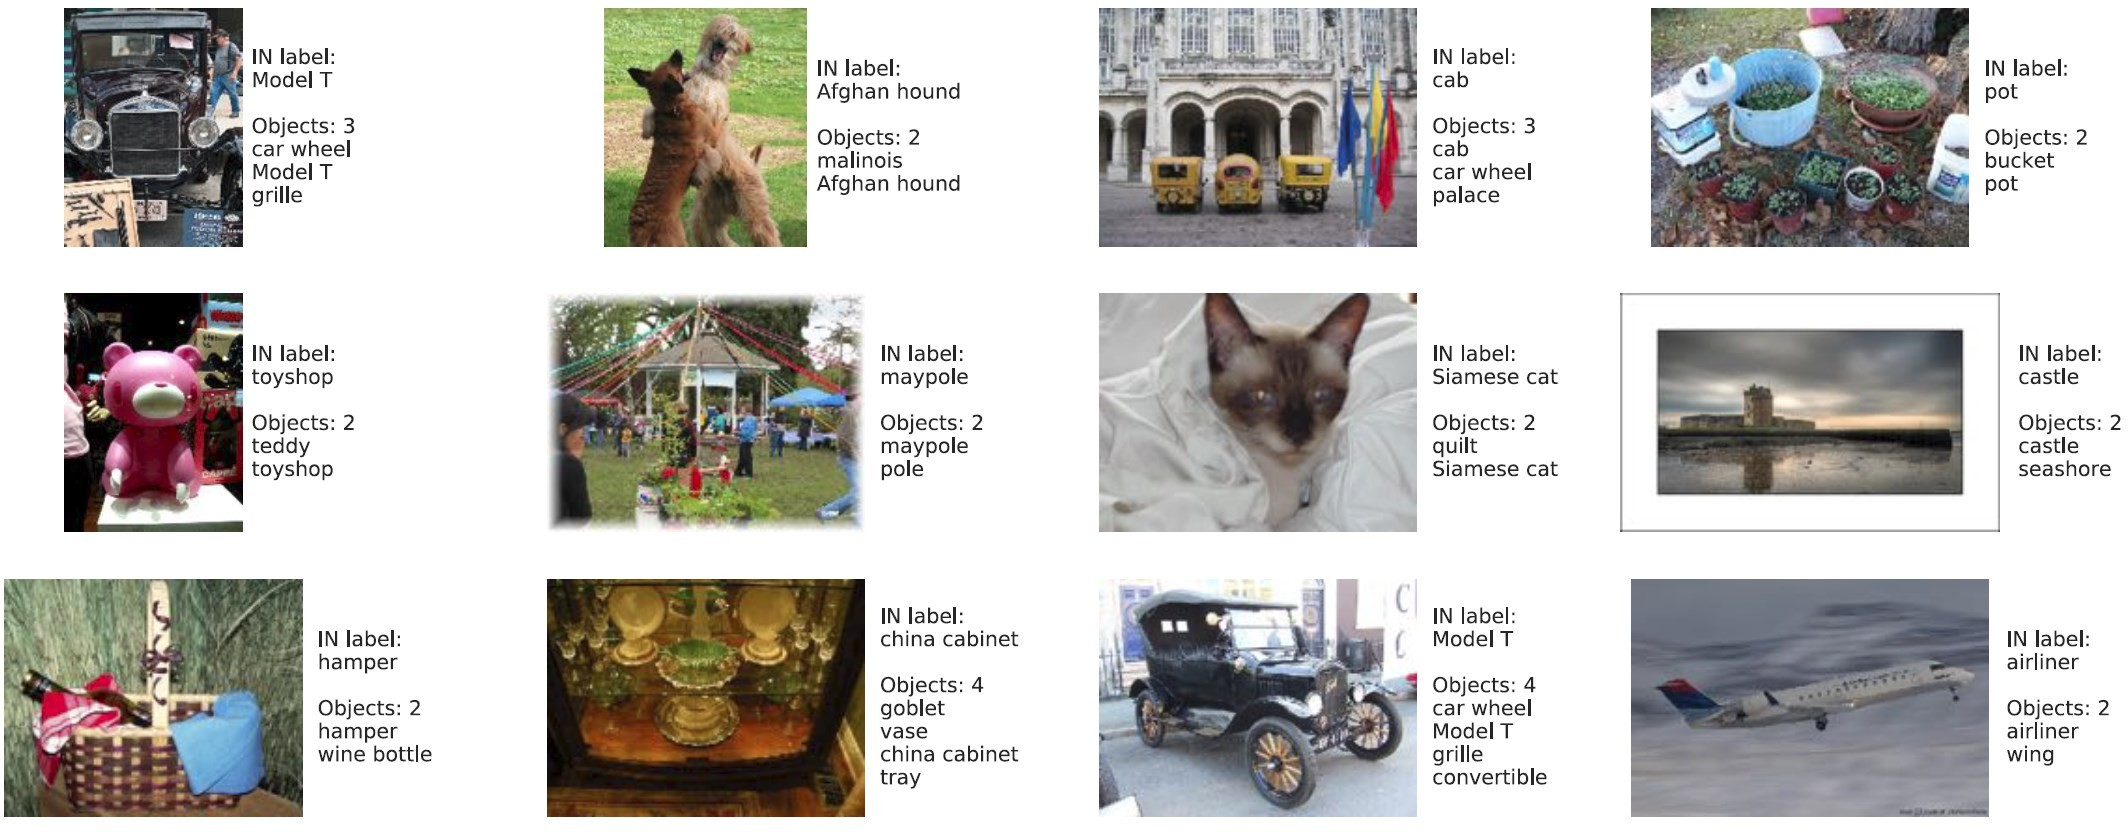 IN label:
Model T
Objects: 3
car wheel
Model T
grille
IN label:
Afghan hound
Objects: 2
malinois
Afghan hound
IN label:
cab
Objects: 3
cab
car wheel
palace
IN label:
pot
Objects: 2
bucket
pot
IN label:
toyshop
Objects: 2
teddy
toyshop
IN label:
maypole
Objects: 2
maypole
pole
IN label:
Siamese cat
Objects: 2
quilt
Siamese cat
IN label:
castle
Objects: 2
castle
seashore
IN label:
hamper
Objects: 2
hamper
wine bottle
IN label:
china cabinet
Objects: 4
goblet
vase
china cabinet
tray
IN label:
Model T
Objects: 4
car wheel
Model T
grille
convertible
IN label:
airliner
Objects: 2
airliner
wing